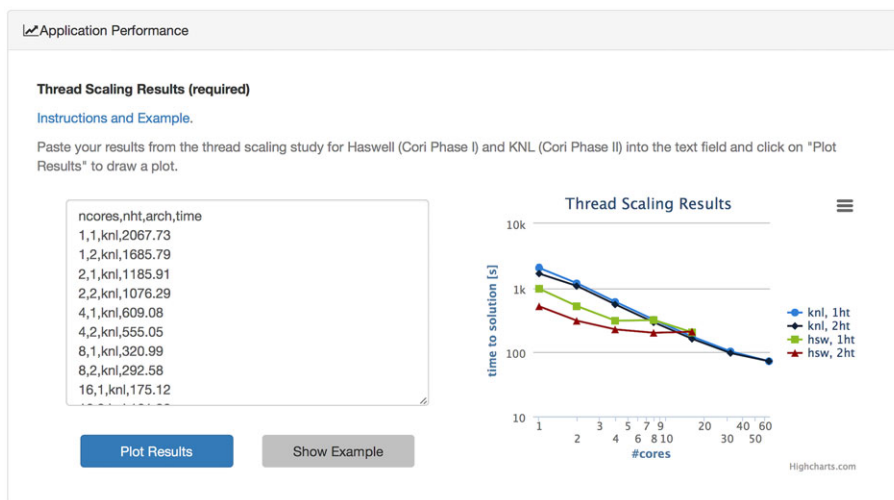 Application Performance
Thread Scaling Results (required)
Instructions and Example.
Paste your results from the thread scaling study for Haswell (Cori Phase I) and KNL (Cori Phase II) into the text field and click on "Plot
Results" to draw a plot.
ncores,nht,arch,time
1,1,knl,2067.73
1,2,knl,1685.79
2,1,knl,1185.91
2,2,knl,1076.29
4,1,knl,609.08
4,2,knl,555.05
8,1,knl,320.99
8,2,knl,292.58
16,1,knl,175.12
Plot Results
Show Example
Thread Scaling Results
time to solution [s]
10k
1k
100
10
1 3 5 7 9 20 40 60
2 4 6 8 10 30 50
#cores
knl, 1ht
knl, 2ht
hsw, 1ht
hsw, 2ht
Highcharts.com